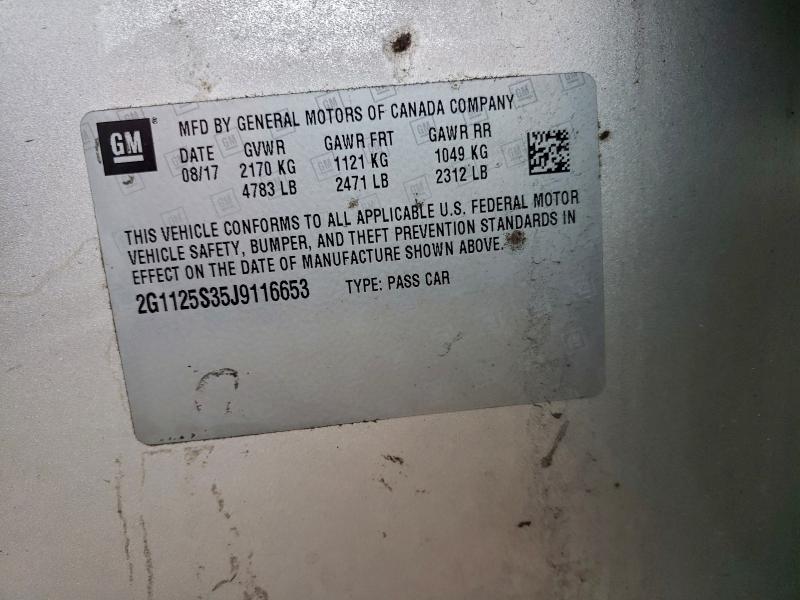 GM
MFD BY GENERAL MOTORS OF CANADA COMPANY
DATE GVWR GAWR FRT GAWR RR
08/17 2170 KG 1121 KG 1049 KG
4783 LB 2471 LB 2312 LB
THIS VEHICLE CONFORMS TO ALL APPLICABLE U.S. FEDERAL MOTOR
VEHICLE SAFETY, BUMPER, AND THEFT PREVENTION STANDARDS IN
EFFECT ON THE DATE OF MANUFACTURE SHOWN ABOVE.
2G1125S35J9116653 TYPE: PASS CAR